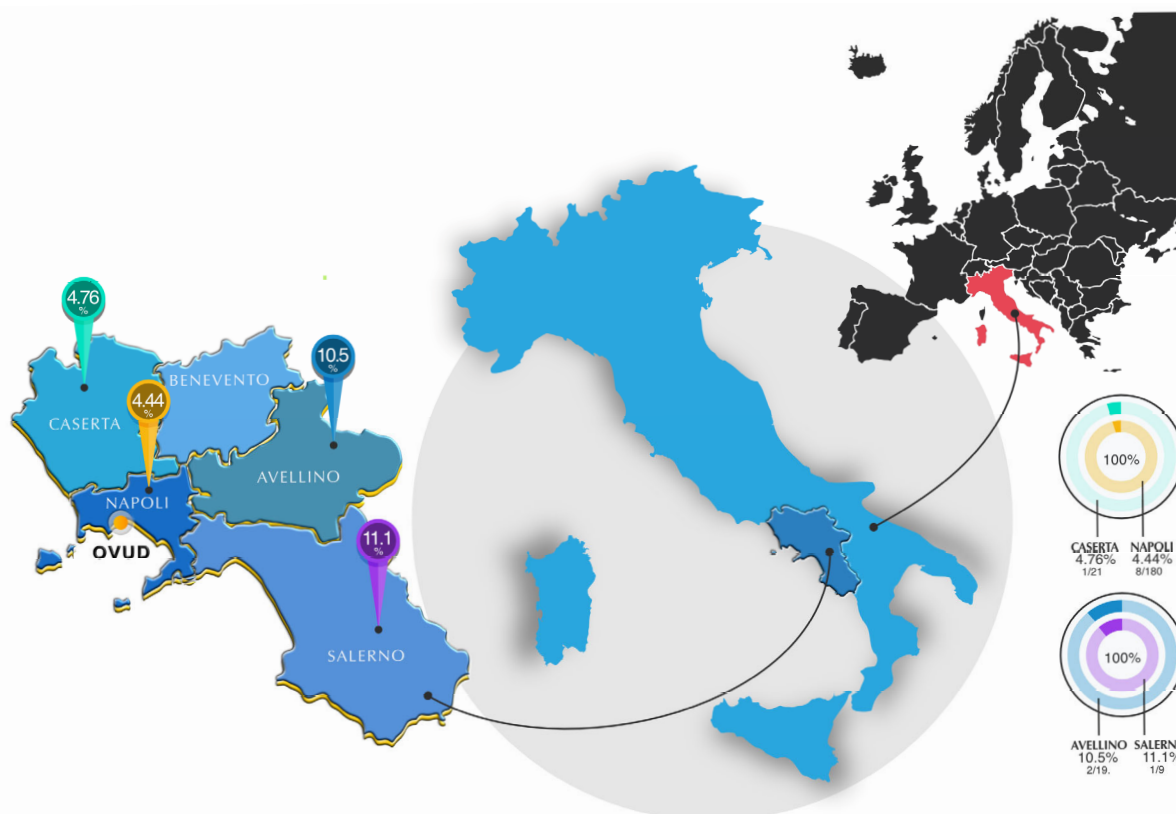 4.76
%
10.5
%
BENEVENTO
4.44
%
CASERTA
AVELLINO
NAPOLI
OVUD
11.1
%
SALERNO
100%
CASERTA NAPOLI
4.76% 4.44%
1/21 8/180
100%
AVELLINO SALERN
10.5% 11.1%
2/19. 1/9